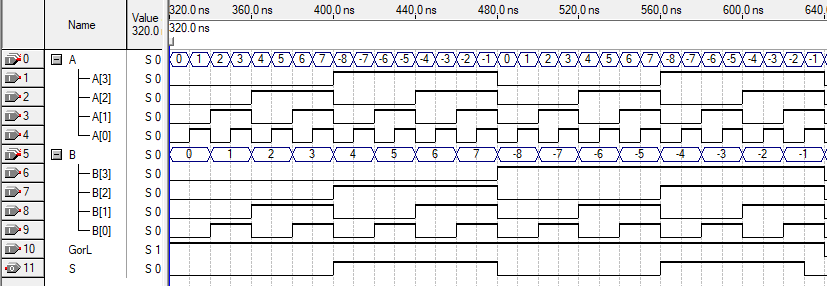 Name Value 320.0 320.0 ns 360.0 ns 400.0 ns 440.0 ns 480.0 ns 520.0 ns 560.0 ns 600.0 ns 640.
320.0 ns
0 A S 0 0 1 2 3 4 5 6 7 -8 -7 -6 -5 -4 -3 -2 -1 0 1 2 3 4 5 6 7 -8 -7 -6 -5 -4 -3 -2 -1
1 A[3] S 0
2 A[2] S 0
3 A[1] S 0
4 A[0] S 0
5 B S 0 0 1 2 3 4 5 6 7 -8 -7 -6 -5 -4 -3 -2 -1
6 B[3] S 0
7 B[2] S 0
8 B[1] S 0
9 B[0] S 0
10 GorL S 1
11 S S 0